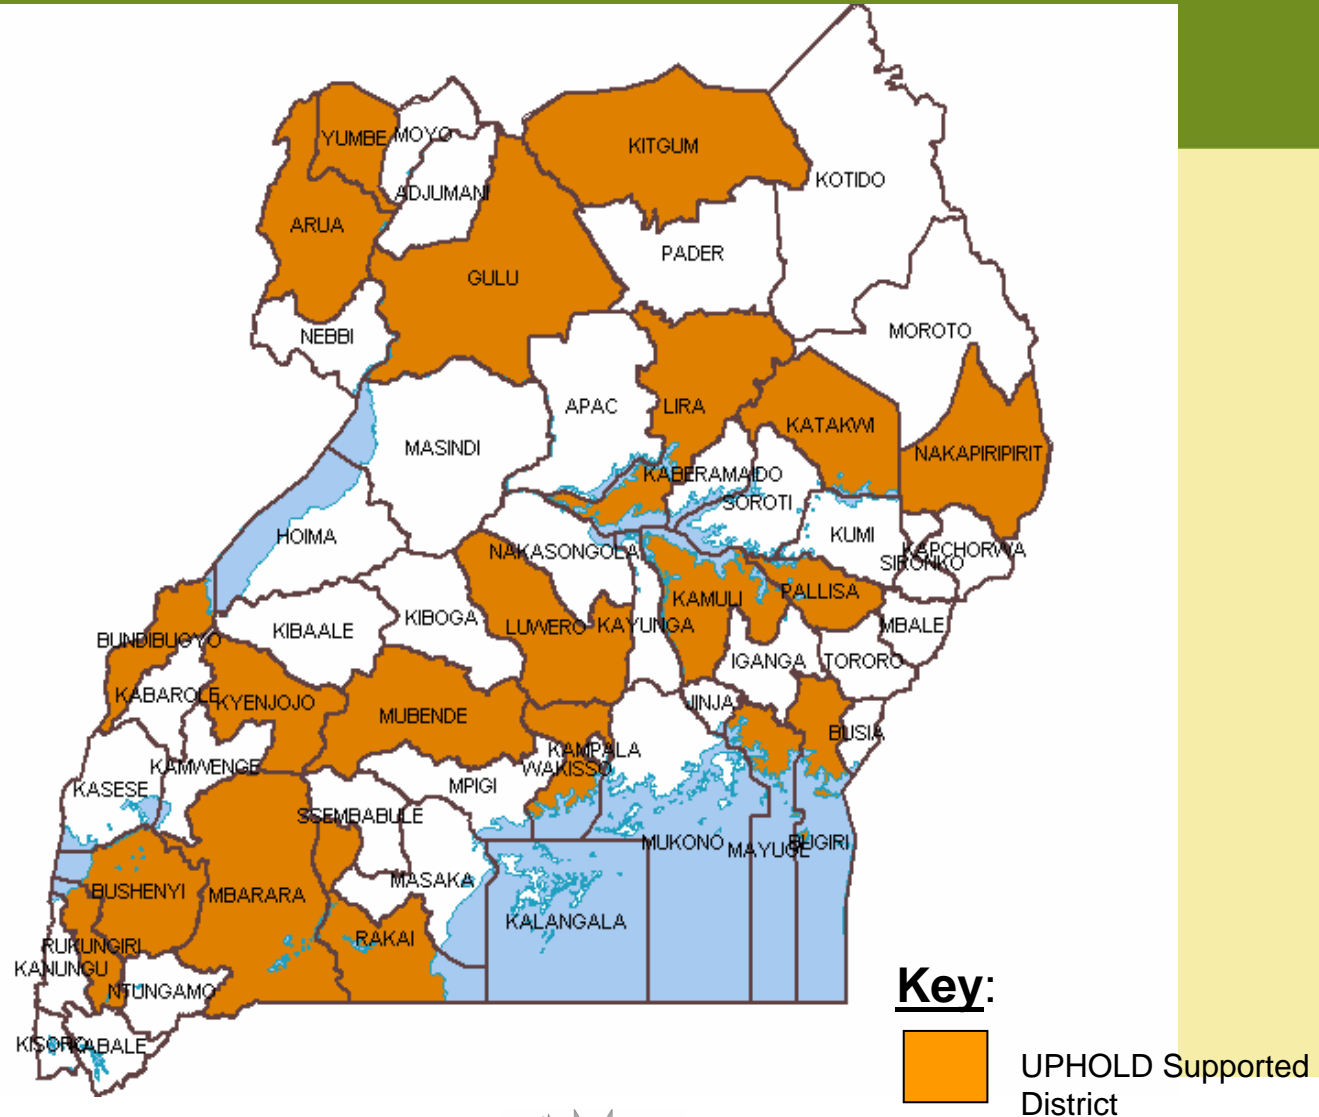 YUMBE
MOYO
KITGUM
KOTIDO
ADJUMANI
ARUA
PADER
GULU
NEBBI
MOROTO
APAC
LIRA
KATAKWI
MASINDI
NAKAPIRIPIRIT
KABERAMAIDO
SOROTI
HOIMA
KUMI
NAKASONGOLA
KAPCHORWA
SIRONKO
PALLISA
KAMULI
KIBOGA
KIBAALE
LUWERO
KAYUNGA
MBALE
BUNDIBUGYO
IGANGA
TORORO
KABAROLE
KYENJOJO
JINJA
MUBENDE
BUSIA
KAMPALA
KAMWENGE
WAKISSO
MPIGI
KASESE
SSEMBABULE
MUKONO
MAYUGE
BUGIRI
MASAKA
BUSHENYI
MBARARA
KALANGALA
RAKAI
RUKUNGIRI
KANUNGU
NTUNGAMO
KISORO
KABALE
Key:
UPHOLD Supported
District